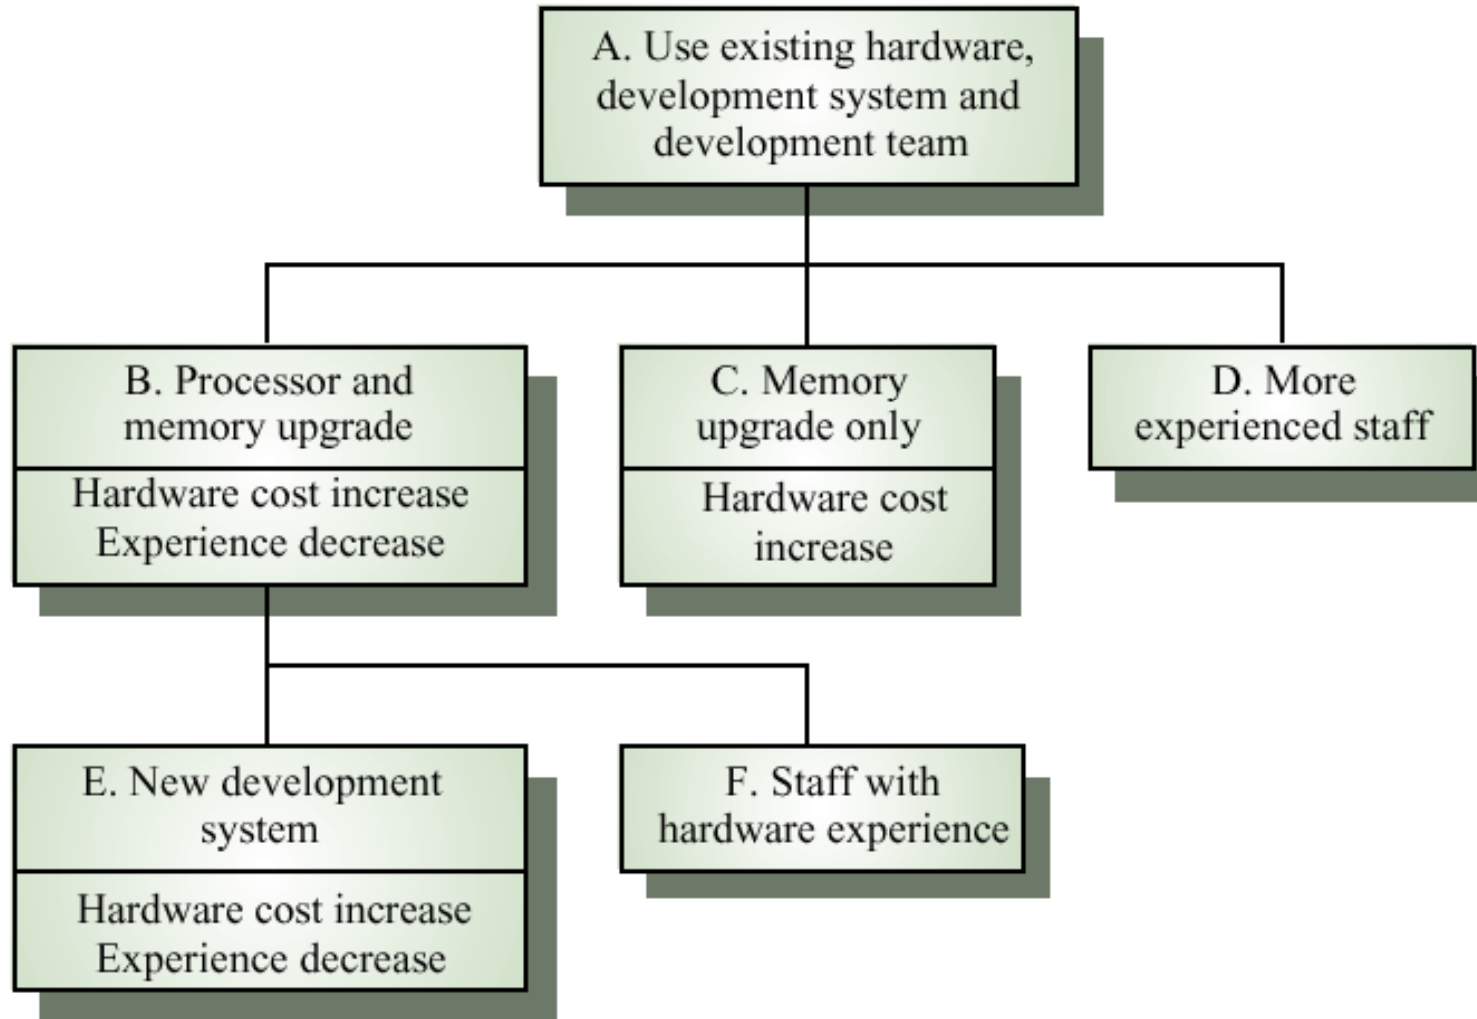 A. Use existing hardware,
development system and
development team
B. Processor and
memory upgrade
Hardware cost increase
Experience decrease
C. Memory
upgrade only
Hardware cost
increase
D. More
experienced staff
E. New development
system
Hardware cost increase
Experience decrease
F. Staff with
hardware experience